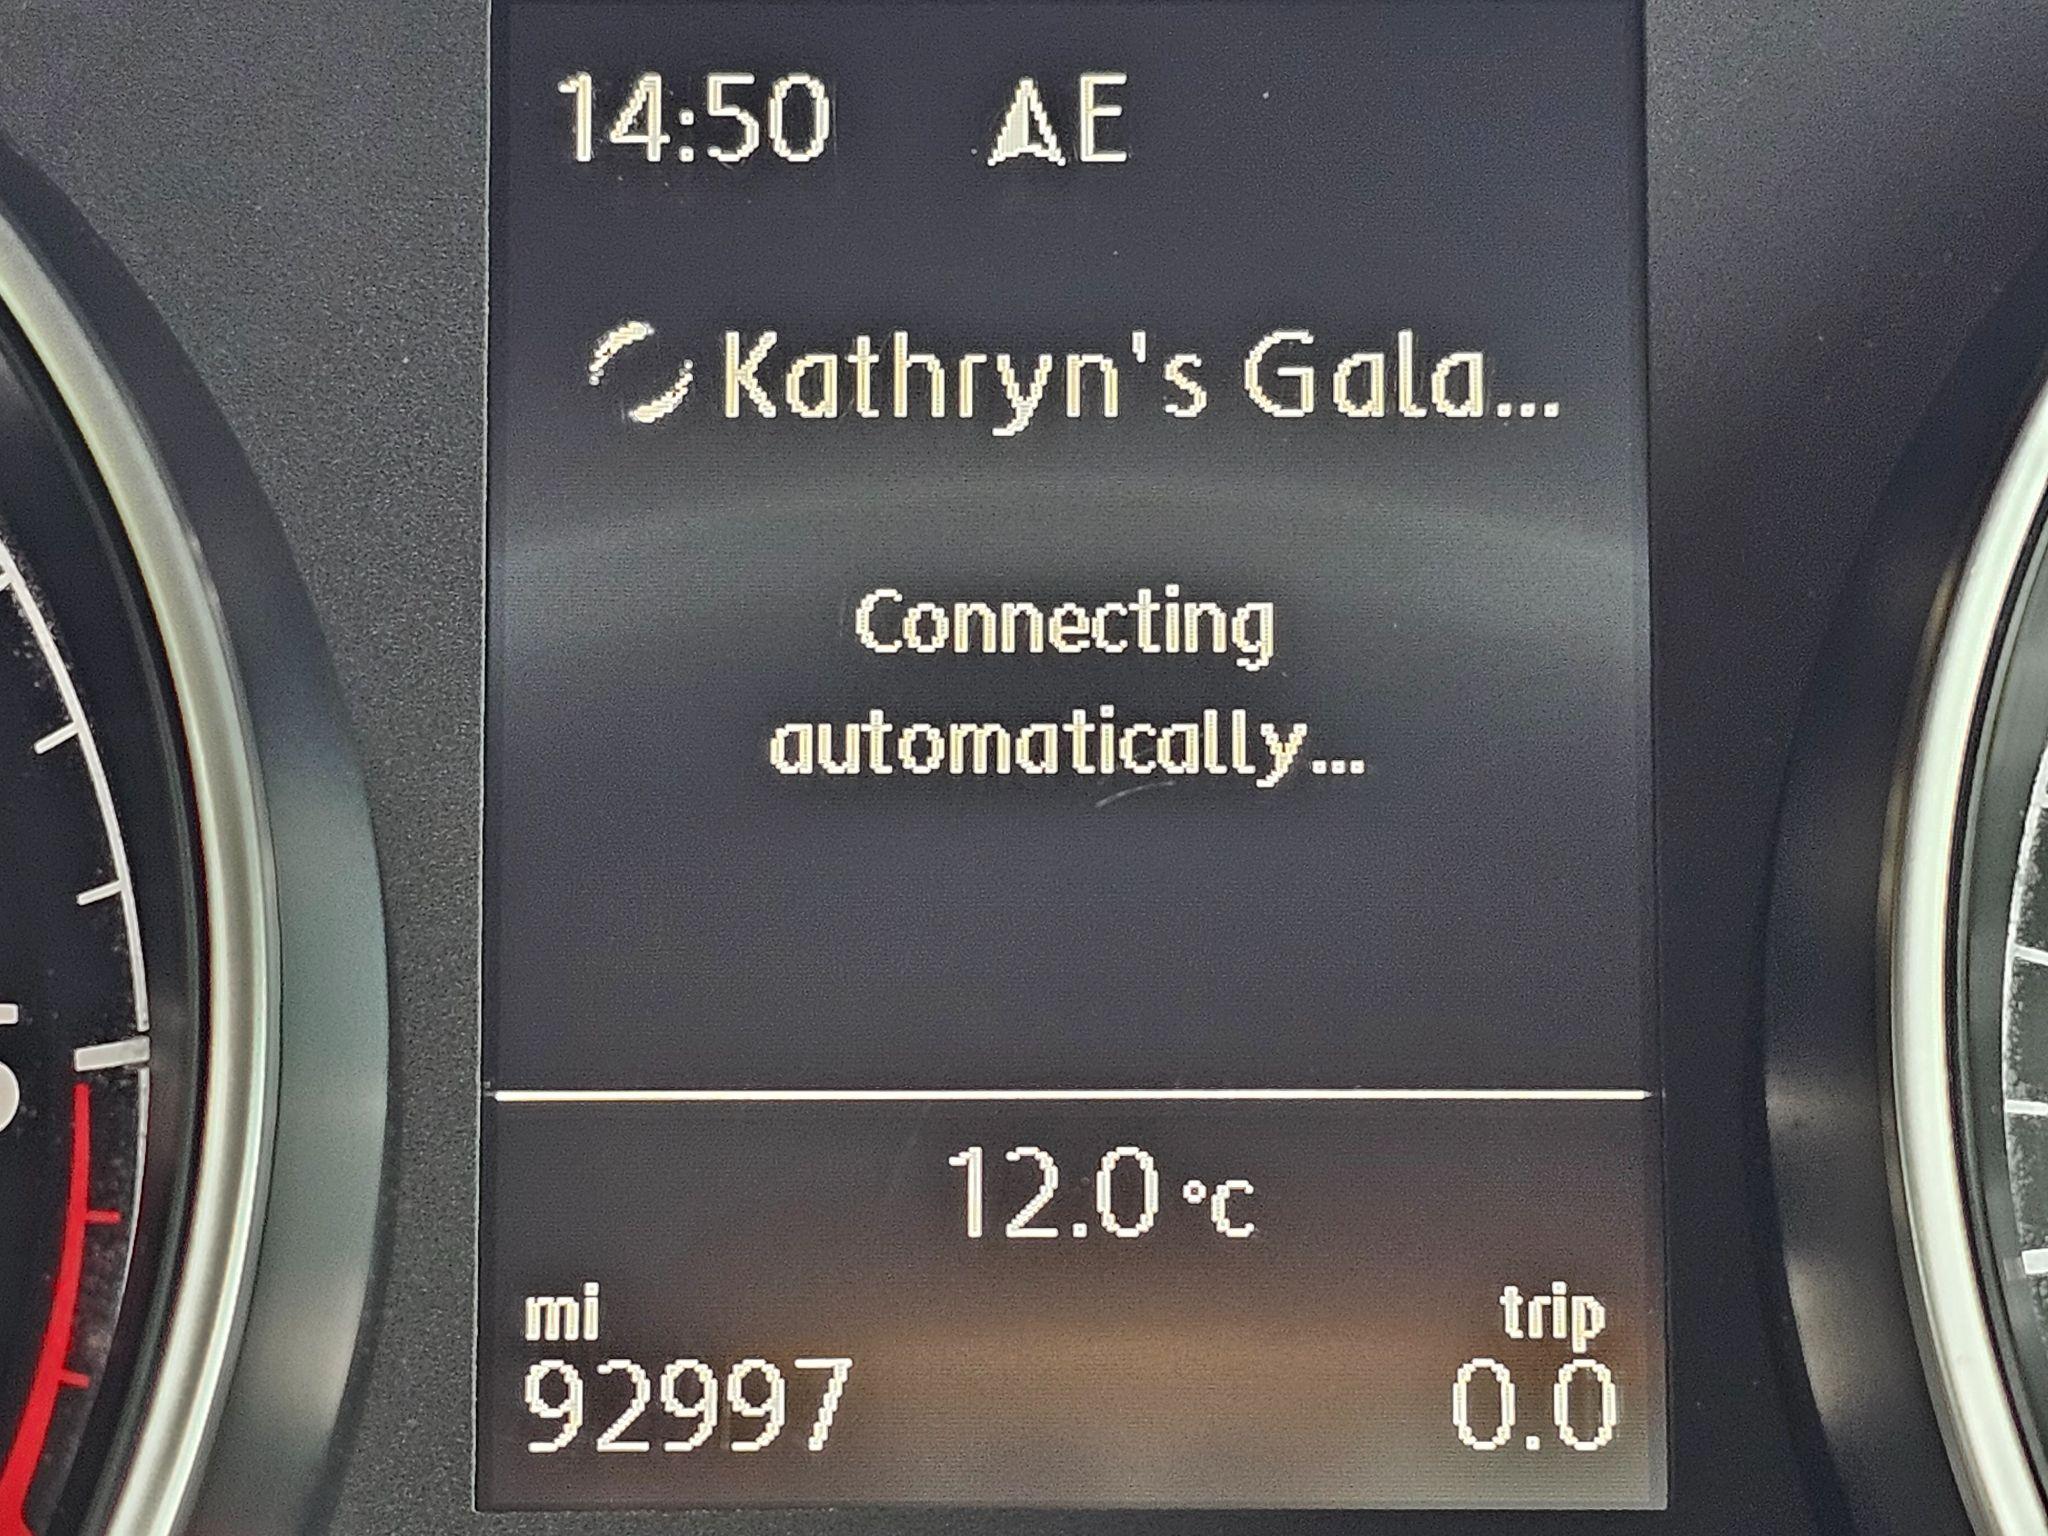 14:50 E
Kathryn's Gala...
Connecting
automatically...
12.0 °C
mi trip
92997 0.0